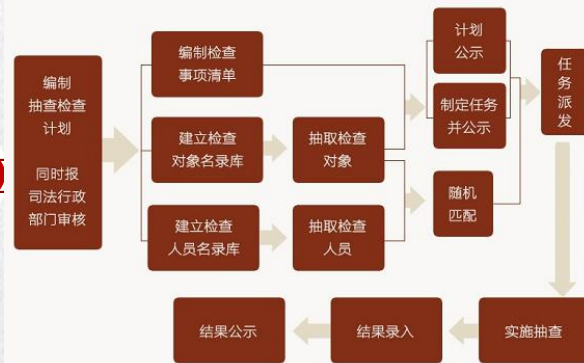 编制
抽查检查
计划
同时报
司法行政
部门审核
编制检查
事项清单
建立检查
对象名录库
建立检查
人员名录库
抽取检查
对象
抽取检查
人员
计划
公示
制定任务
并公示
随机
匹配
任
务
派
发
实施抽查
结果录入
结果公示